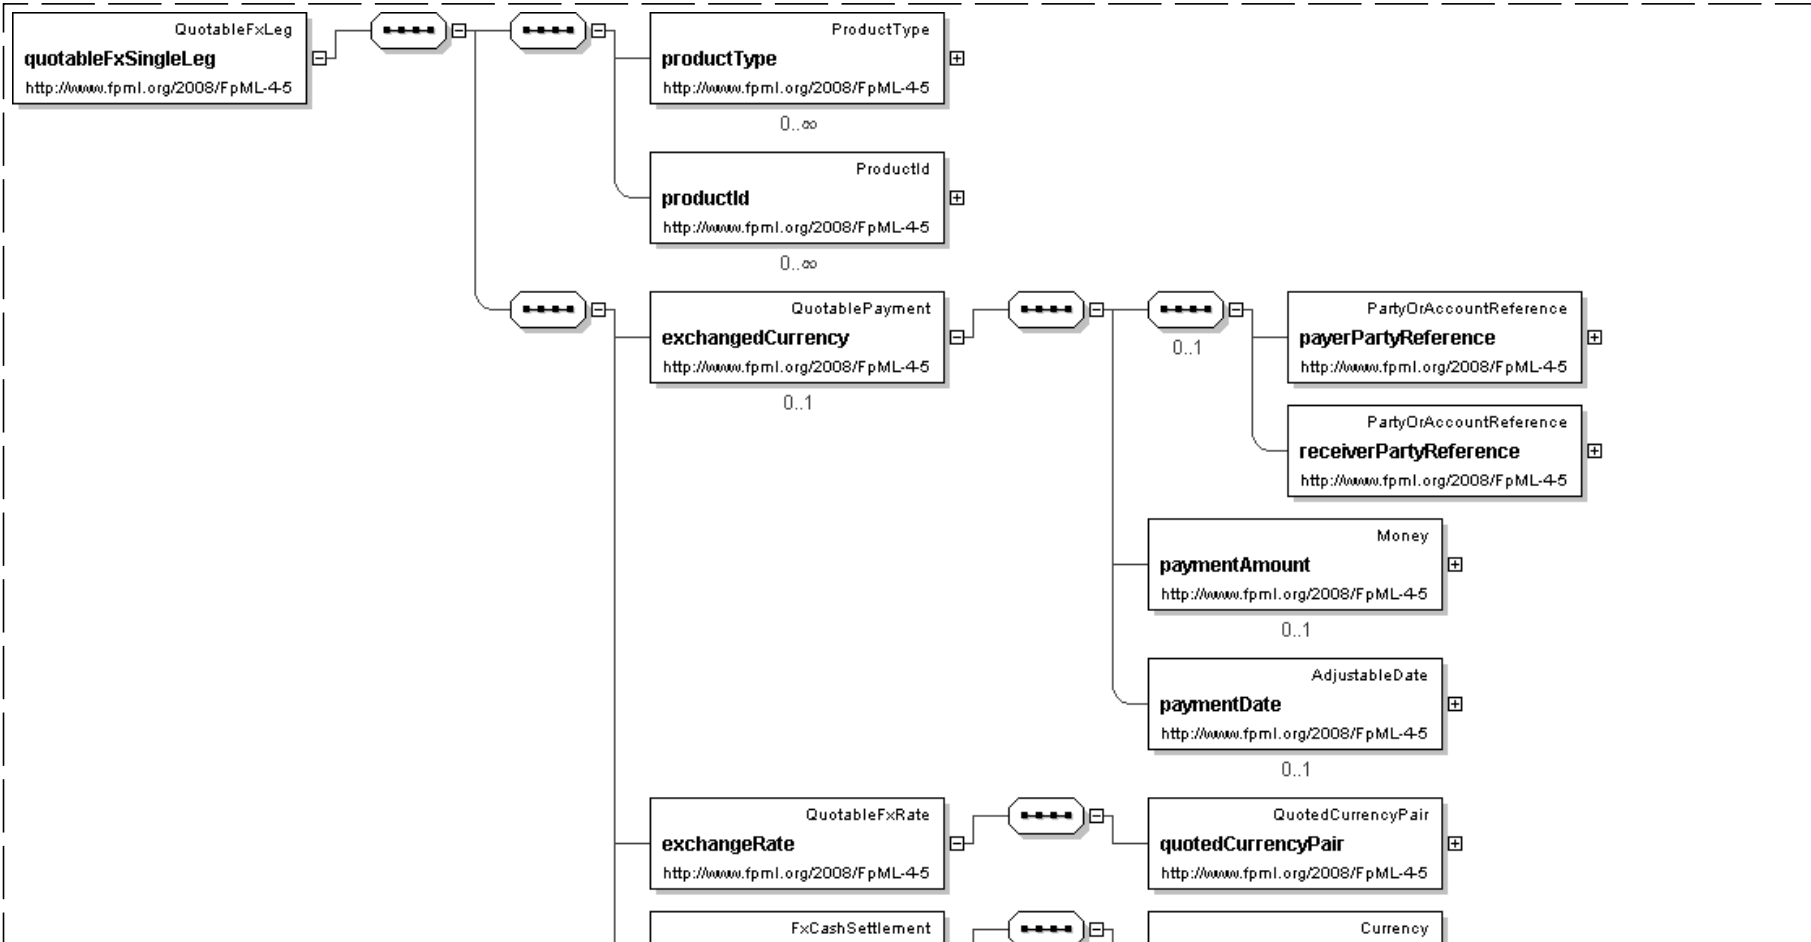 QuotableFxLeg
quotableFxSingleLeg
http://www.fpml.org/2008/FpML-4-5
ProductType
productType
http://www.fpml.org/2008/FpML-4-5
0..∞
ProductId
productId
http://www.fpml.org/2008/FpML-4-5
0..∞
QuotablePayment
exchangedCurrency
http://www.fpml.org/2008/FpML-4-5
0..1
0..1
PartyOrAccountReference
payerPartyReference
http://www.fpml.org/2008/FpML-4-5
PartyOrAccountReference
receiverPartyReference
http://www.fpml.org/2008/FpML-4-5
Money
paymentAmount
http://www.fpml.org/2008/FpML-4-5
0..1
AdjustableDate
paymentDate
http://www.fpml.org/2008/FpML-4-5
0..1
QuotableFxRate
exchangeRate
http://www.fpml.org/2008/FpML-4-5
QuotedCurrencyPair
quotedCurrencyPair
http://www.fpml.org/2008/FpML-4-5
FxCashSettlement
Currency